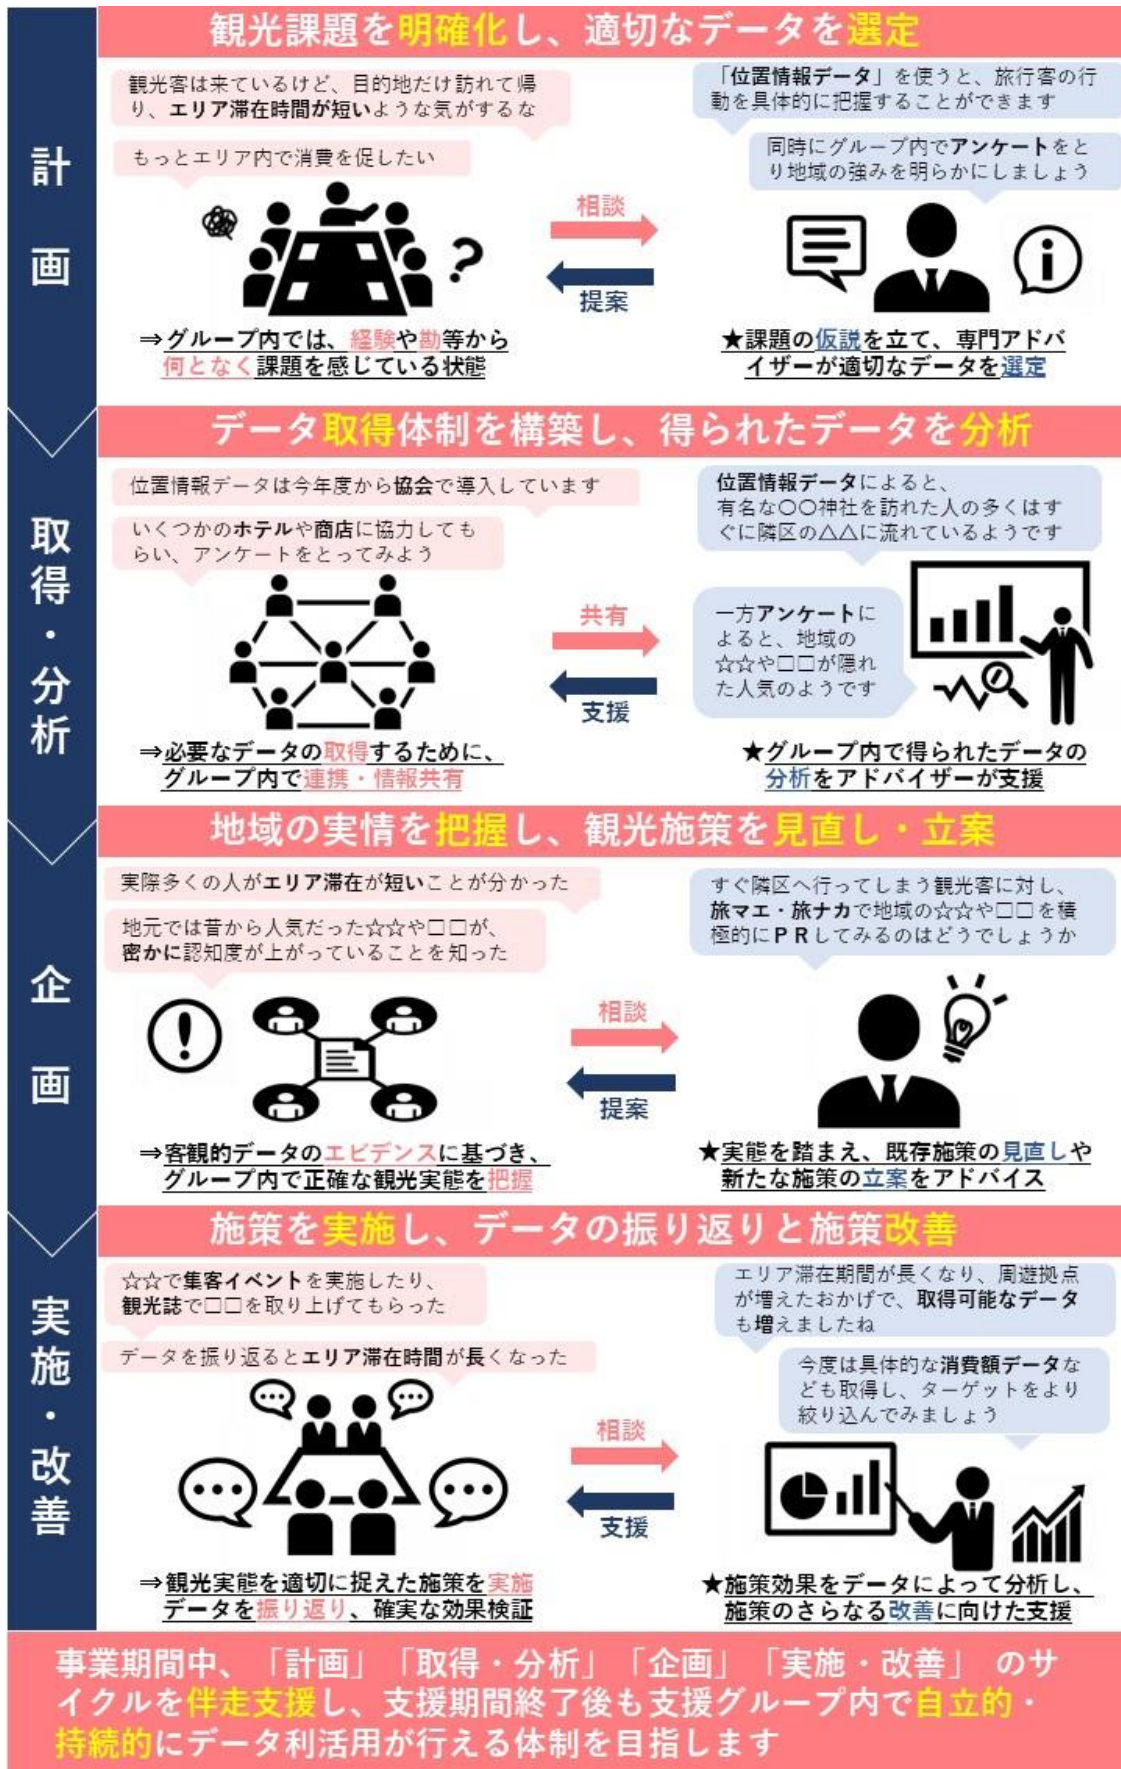 計画
観光課題を明確化し、適切なデータを選定
観光客は来ているけど、目的地だけ訪れて帰
り、エリア滞在時間が短いような気がするな
もっとエリア内で消費を促したい
「位置情報データ」を使うと、旅行客の行
動を具体的に把握することができます
同時にグループ内でアンケートをと
り地域の強みを明らかにしましょう
相談
提案
?
i
⇒グループ内では、経験や勘等から
何となく課題を感じている状態
★課題の仮説を立て、専門アドバ
イザーが適切なデータを選定
取得・分析
データ取得体制を構築し、得られたデータを分析
位置情報データは今年度から協会で導入しています
いくつかのホテルや商店に協力しても
らい、アンケートをとってみよう
位置情報データによると、
有名な〇〇神社を訪れた人の多くはす
ぐに隣区の△△に流れているようです
一方アンケートに
よると、地域の
☆☆や□□が隠れ
た人気のようです
共有
支援
⇒必要なデータの取得するために、
グループ内で連携・情報共有
★グループ内で得られたデータの
分析をアドバイザーが支援
企画
地域の実情を把握し、観光施策を見直し・立案
実際多くの人がエリア滞在が短いことが分かった
地元では昔から人気だった☆☆や□□が、
密かに認知度が上がっていることを知った
すぐ隣区へ行ってしまう観光客に対し、
旅マエ・旅ナカで地域の☆☆や□□を積
極的にＰＲしてみるのはどうでしょうか
相談
提案
!
⇒客観的データのエビデンスに基づき、
グループ内で正確な観光実態を把握
★実態を踏まえ、既存施策の見直しや
新たな施策の立案をアドバイス
実施・改善
施策を実施し、データの振り返りと施策改善
☆☆で集客イベントを実施したり、
観光誌で□□を取り上げてもらった
データを振り返るとエリア滞在時間が長くなった
エリア滞在期間が長くなり、周遊拠点
が増えたおかげで、取得可能なデータ
も増えましたね
今度は具体的な消費額データな
ども取得し、ターゲットをより
絞り込んでみましょう
相談
支援
⇒観光実態を適切に捉えた施策を実施
データを振り返り、確実な効果検証
★施策効果をデータによって分析し、
施策のさらなる改善に向けた支援
事業期間中、「計画」「取得・分析」「企画」「実施・改善」 のサ
イクルを伴走支援し、支援期間終了後も支援グループ内で自立的・
持続的にデータ利活用が行える体制を目指します